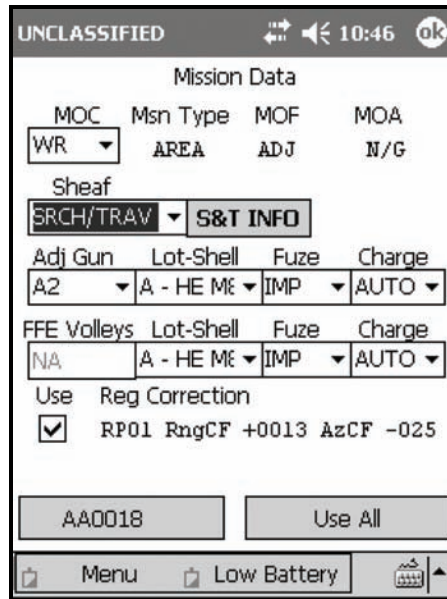 UNCLASSIFIED 10:46 ok
Mission Data
MOC Msn Type MOF MOA
WR AREA ADJ N/G
Sheaf
SRCH/TRAV S&T INFO
Adj Gun Lot-Shell Fuze Charge
A2 A - HE M IMP AUTO
FFE Volleys Lot-Shell Fuze Charge
NA A - HE M IMP AUTO
Use Reg Correction
RP01 RngCF +0013 AzCF -025
AA0018 Use All
Menu Low Battery